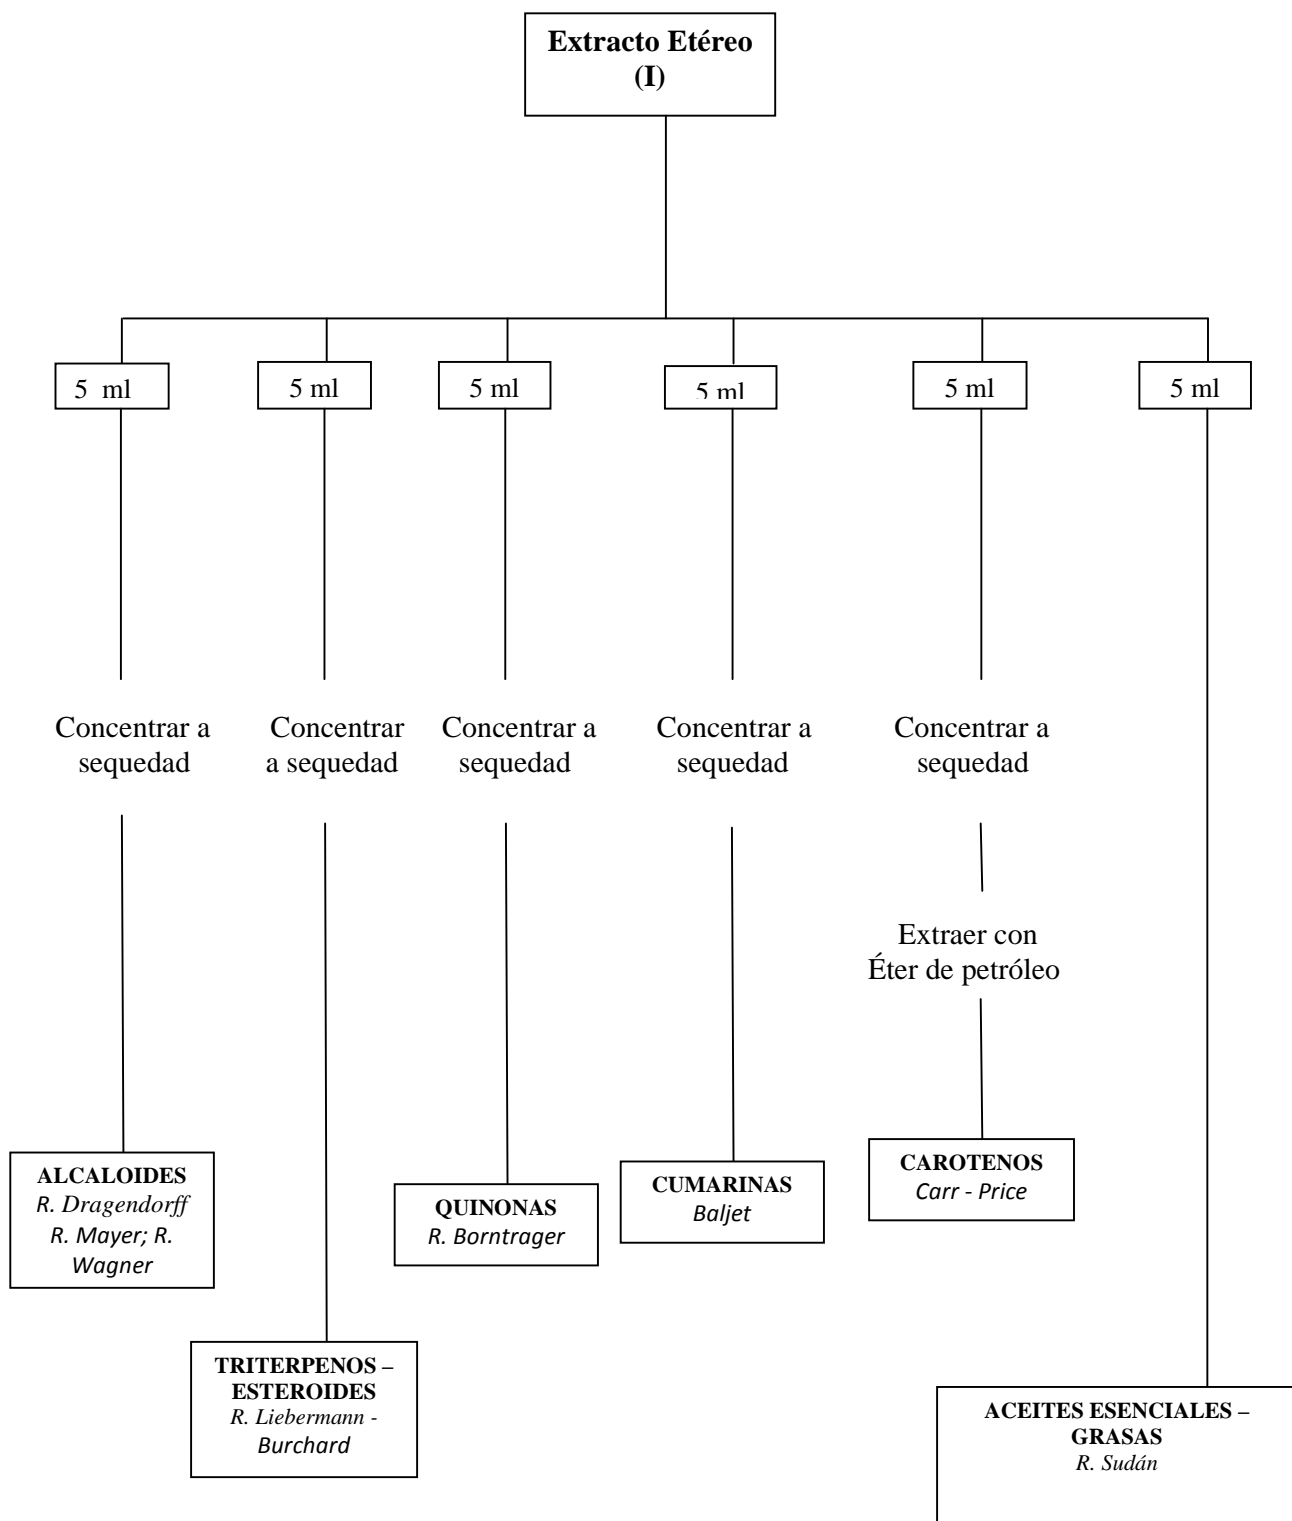 Extracto Etéreo
(I)
5 ml
5 ml
5 ml
5 ml
5 ml
5 ml
Concentrar a
sequedad
Concentrar
a sequedad
Concentrar a
sequedad
Concentrar a
sequedad
Concentrar a
sequedad
Extraer con
Éter de petróleo
ALCALOIDES
R. Dragendorff
R. Mayer; R.
Wagner
TRITERPENOS –
ESTEROIDES
R. Liebermann -
Burchard
QUINONAS
R. Borntrager
CUMARINAS
Baljet
CAROTENOS
Carr - Price
ACEITES ESENCIALES –
GRASAS
R. Sudán